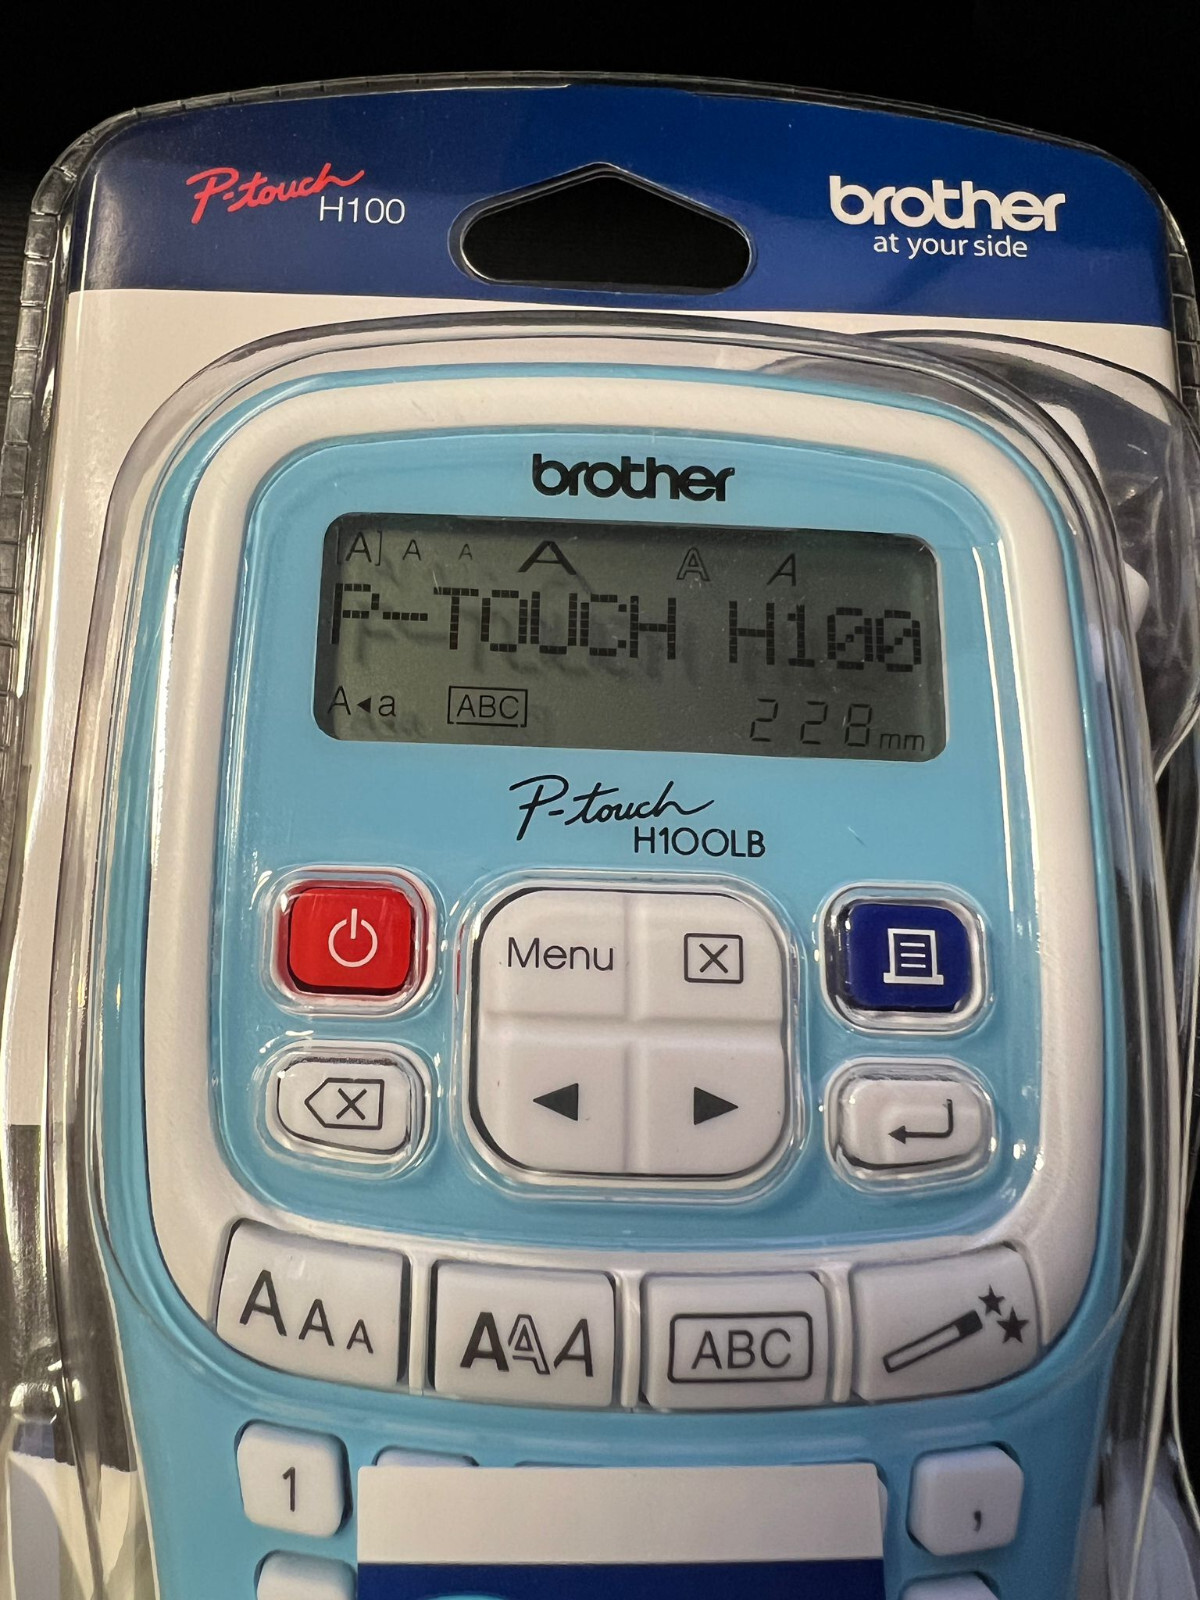 P-touch H100
brother
at your side
brother
[A] A A A A A
P-TOUCH H100
A◂a ABC 228mm
P-touch
H100LB
Menu
AAA AAA ABC
1 ,